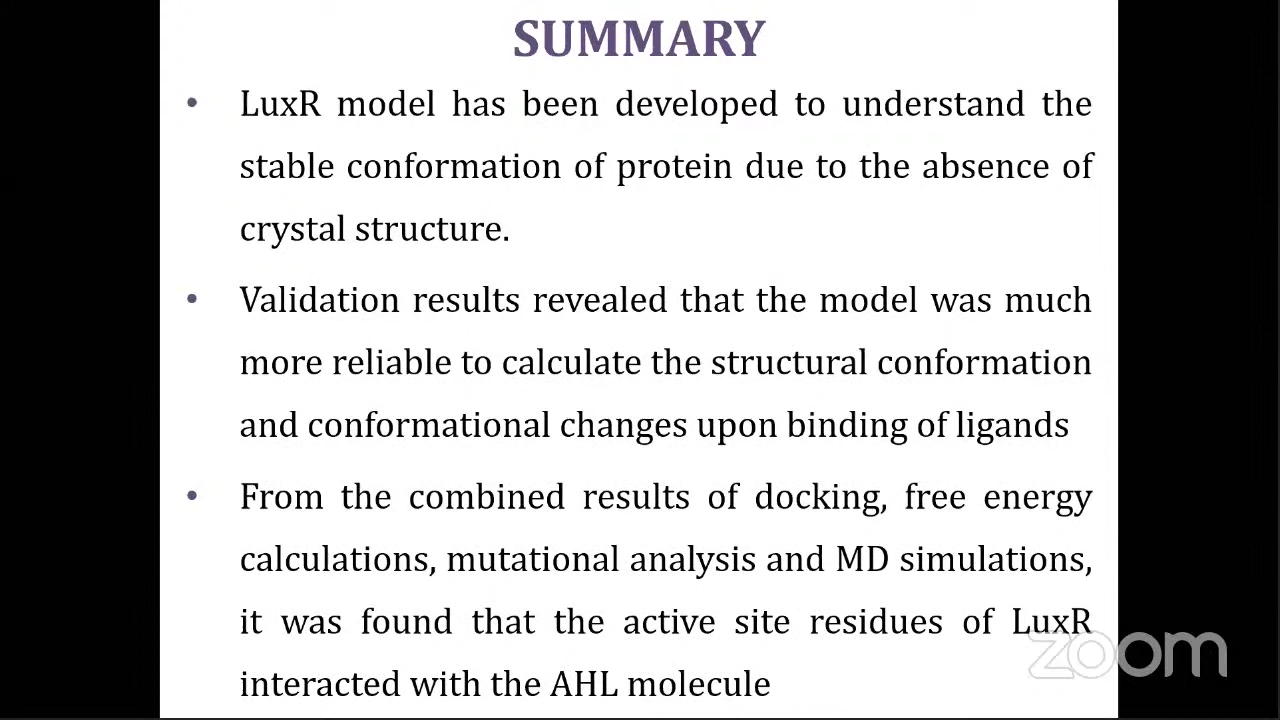 SUMMARY
• LuxR model has been developed to understand the
stable conformation of protein due to the absence of
crystal structure.
• Validation results revealed that the model was much
more reliable to calculate the structural conformation
and conformational changes upon binding of ligands
• From the combined results of docking, free energy
calculations, mutational analysis and MD simulations,
it was found that the active site residues of LuxR
interacted with the AHL molecule
zoom